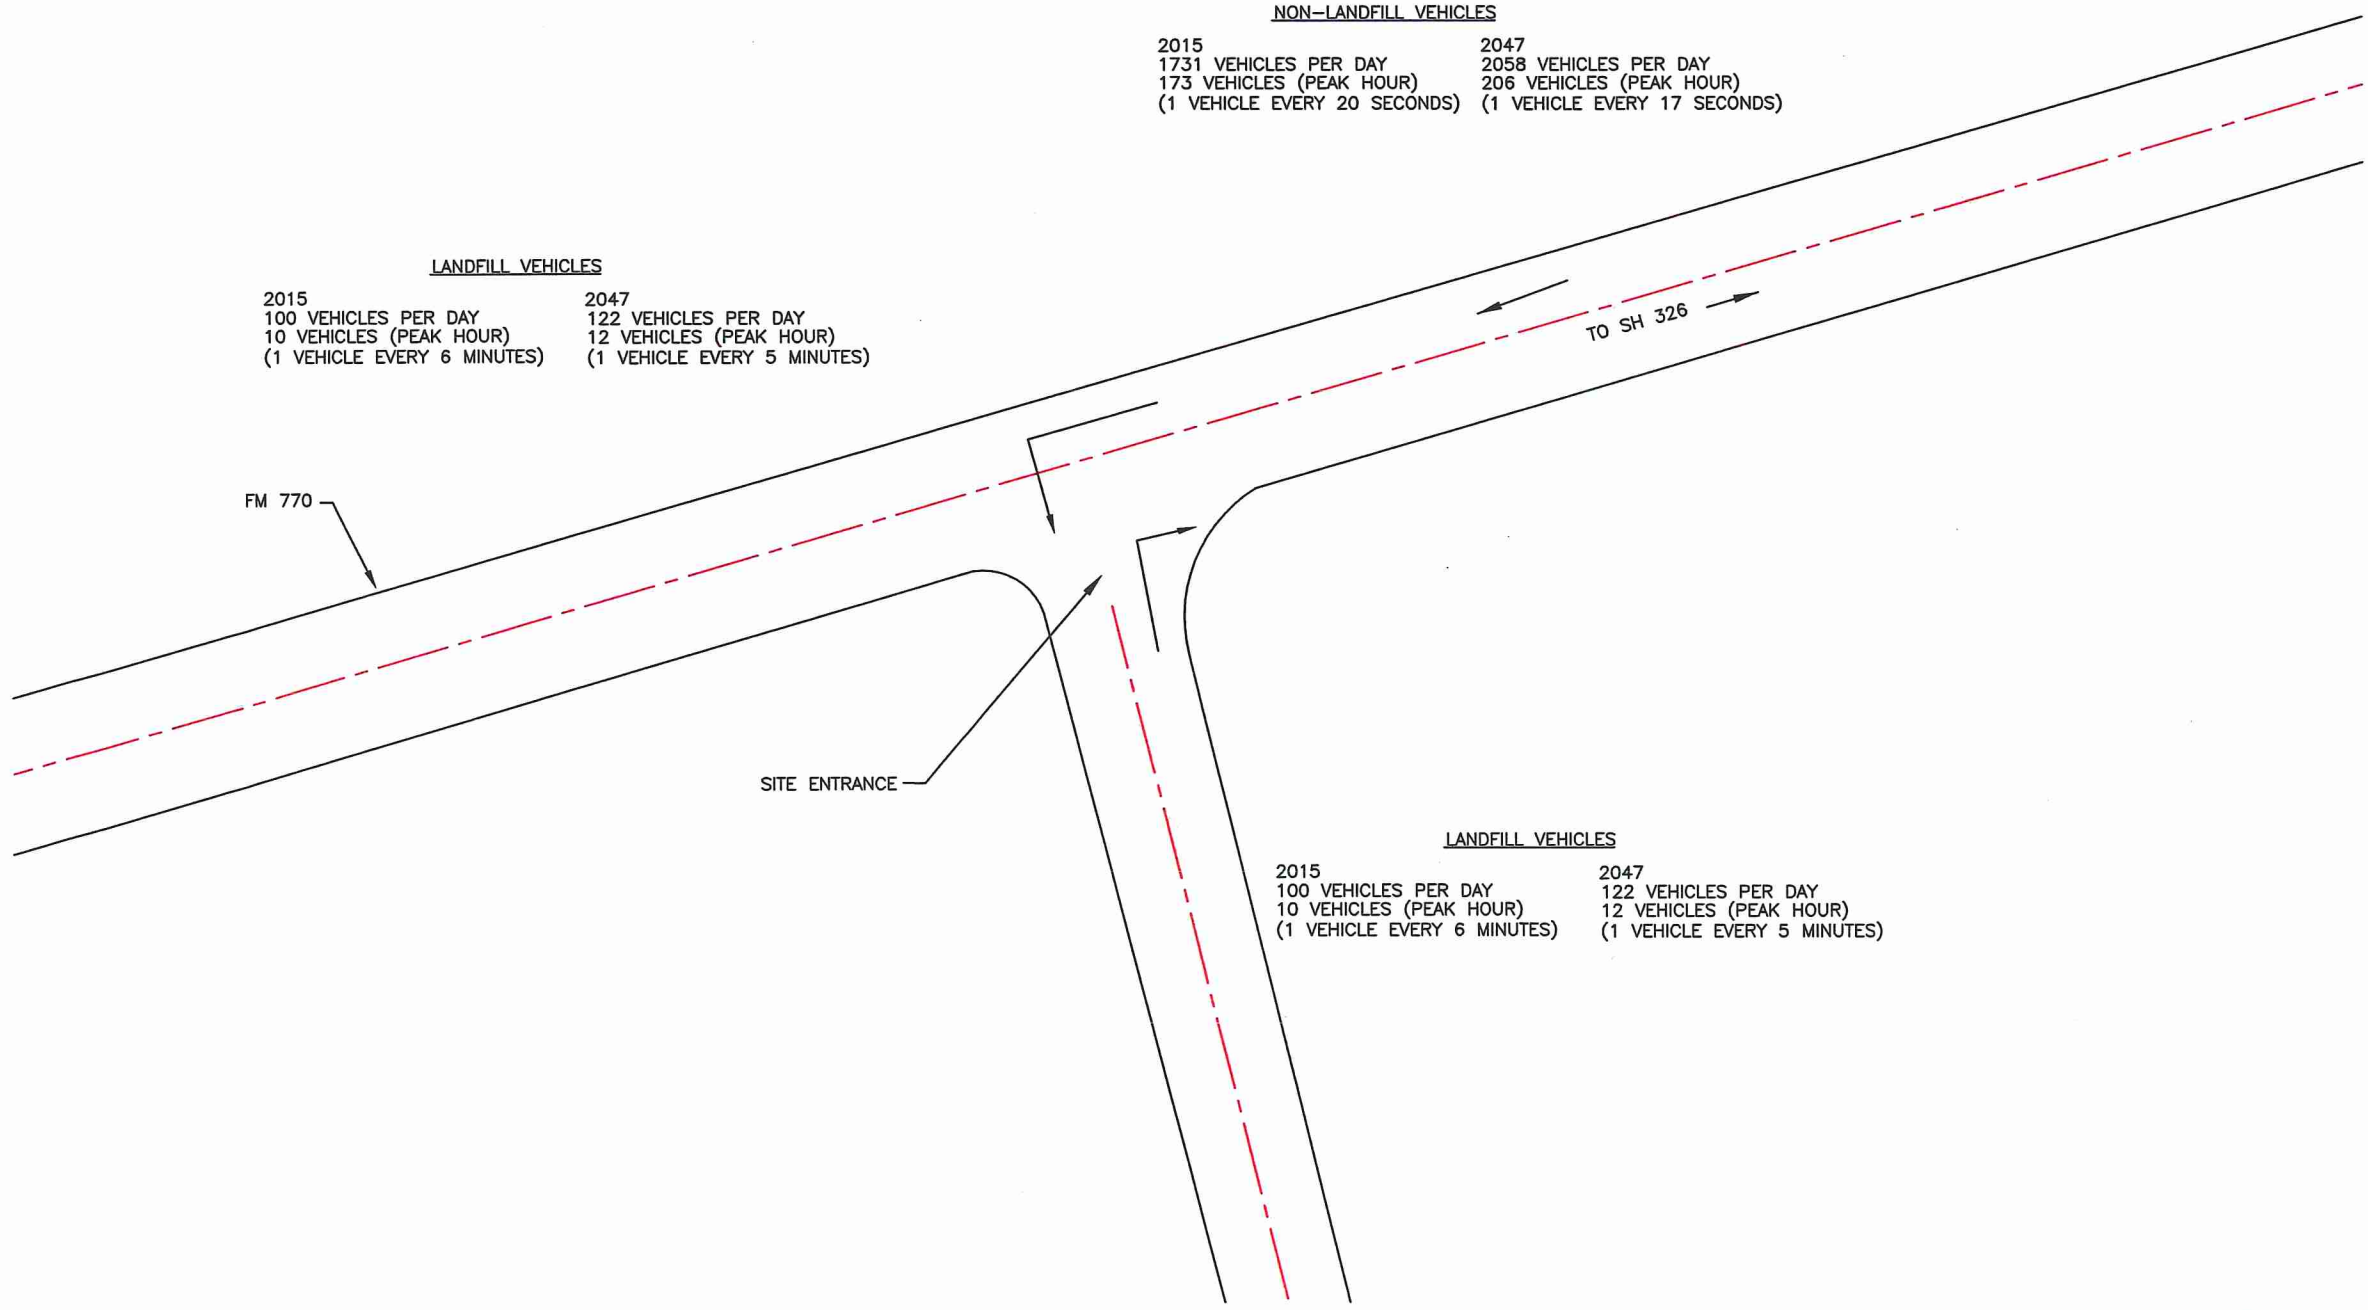 NON-LANDFILL VEHICLES
2015
1731 VEHICLES PER DAY
173 VEHICLES (PEAK HOUR)
(1 VEHICLE EVERY 20 SECONDS)
2047
2058 VEHICLES PER DAY
206 VEHICLES (PEAK HOUR)
(1 VEHICLE EVERY 17 SECONDS)
LANDFILL VEHICLES
2015
100 VEHICLES PER DAY
10 VEHICLES (PEAK HOUR)
(1 VEHICLE EVERY 6 MINUTES)
2047
122 VEHICLES PER DAY
12 VEHICLES (PEAK HOUR)
(1 VEHICLE EVERY 5 MINUTES)
TO SH 326
FM 770
SITE ENTRANCE
LANDFILL VEHICLES
2015
100 VEHICLES PER DAY
10 VEHICLES (PEAK HOUR)
(1 VEHICLE EVERY 6 MINUTES)
2047
122 VEHICLES PER DAY
12 VEHICLES (PEAK HOUR)
(1 VEHICLE EVERY 5 MINUTES)